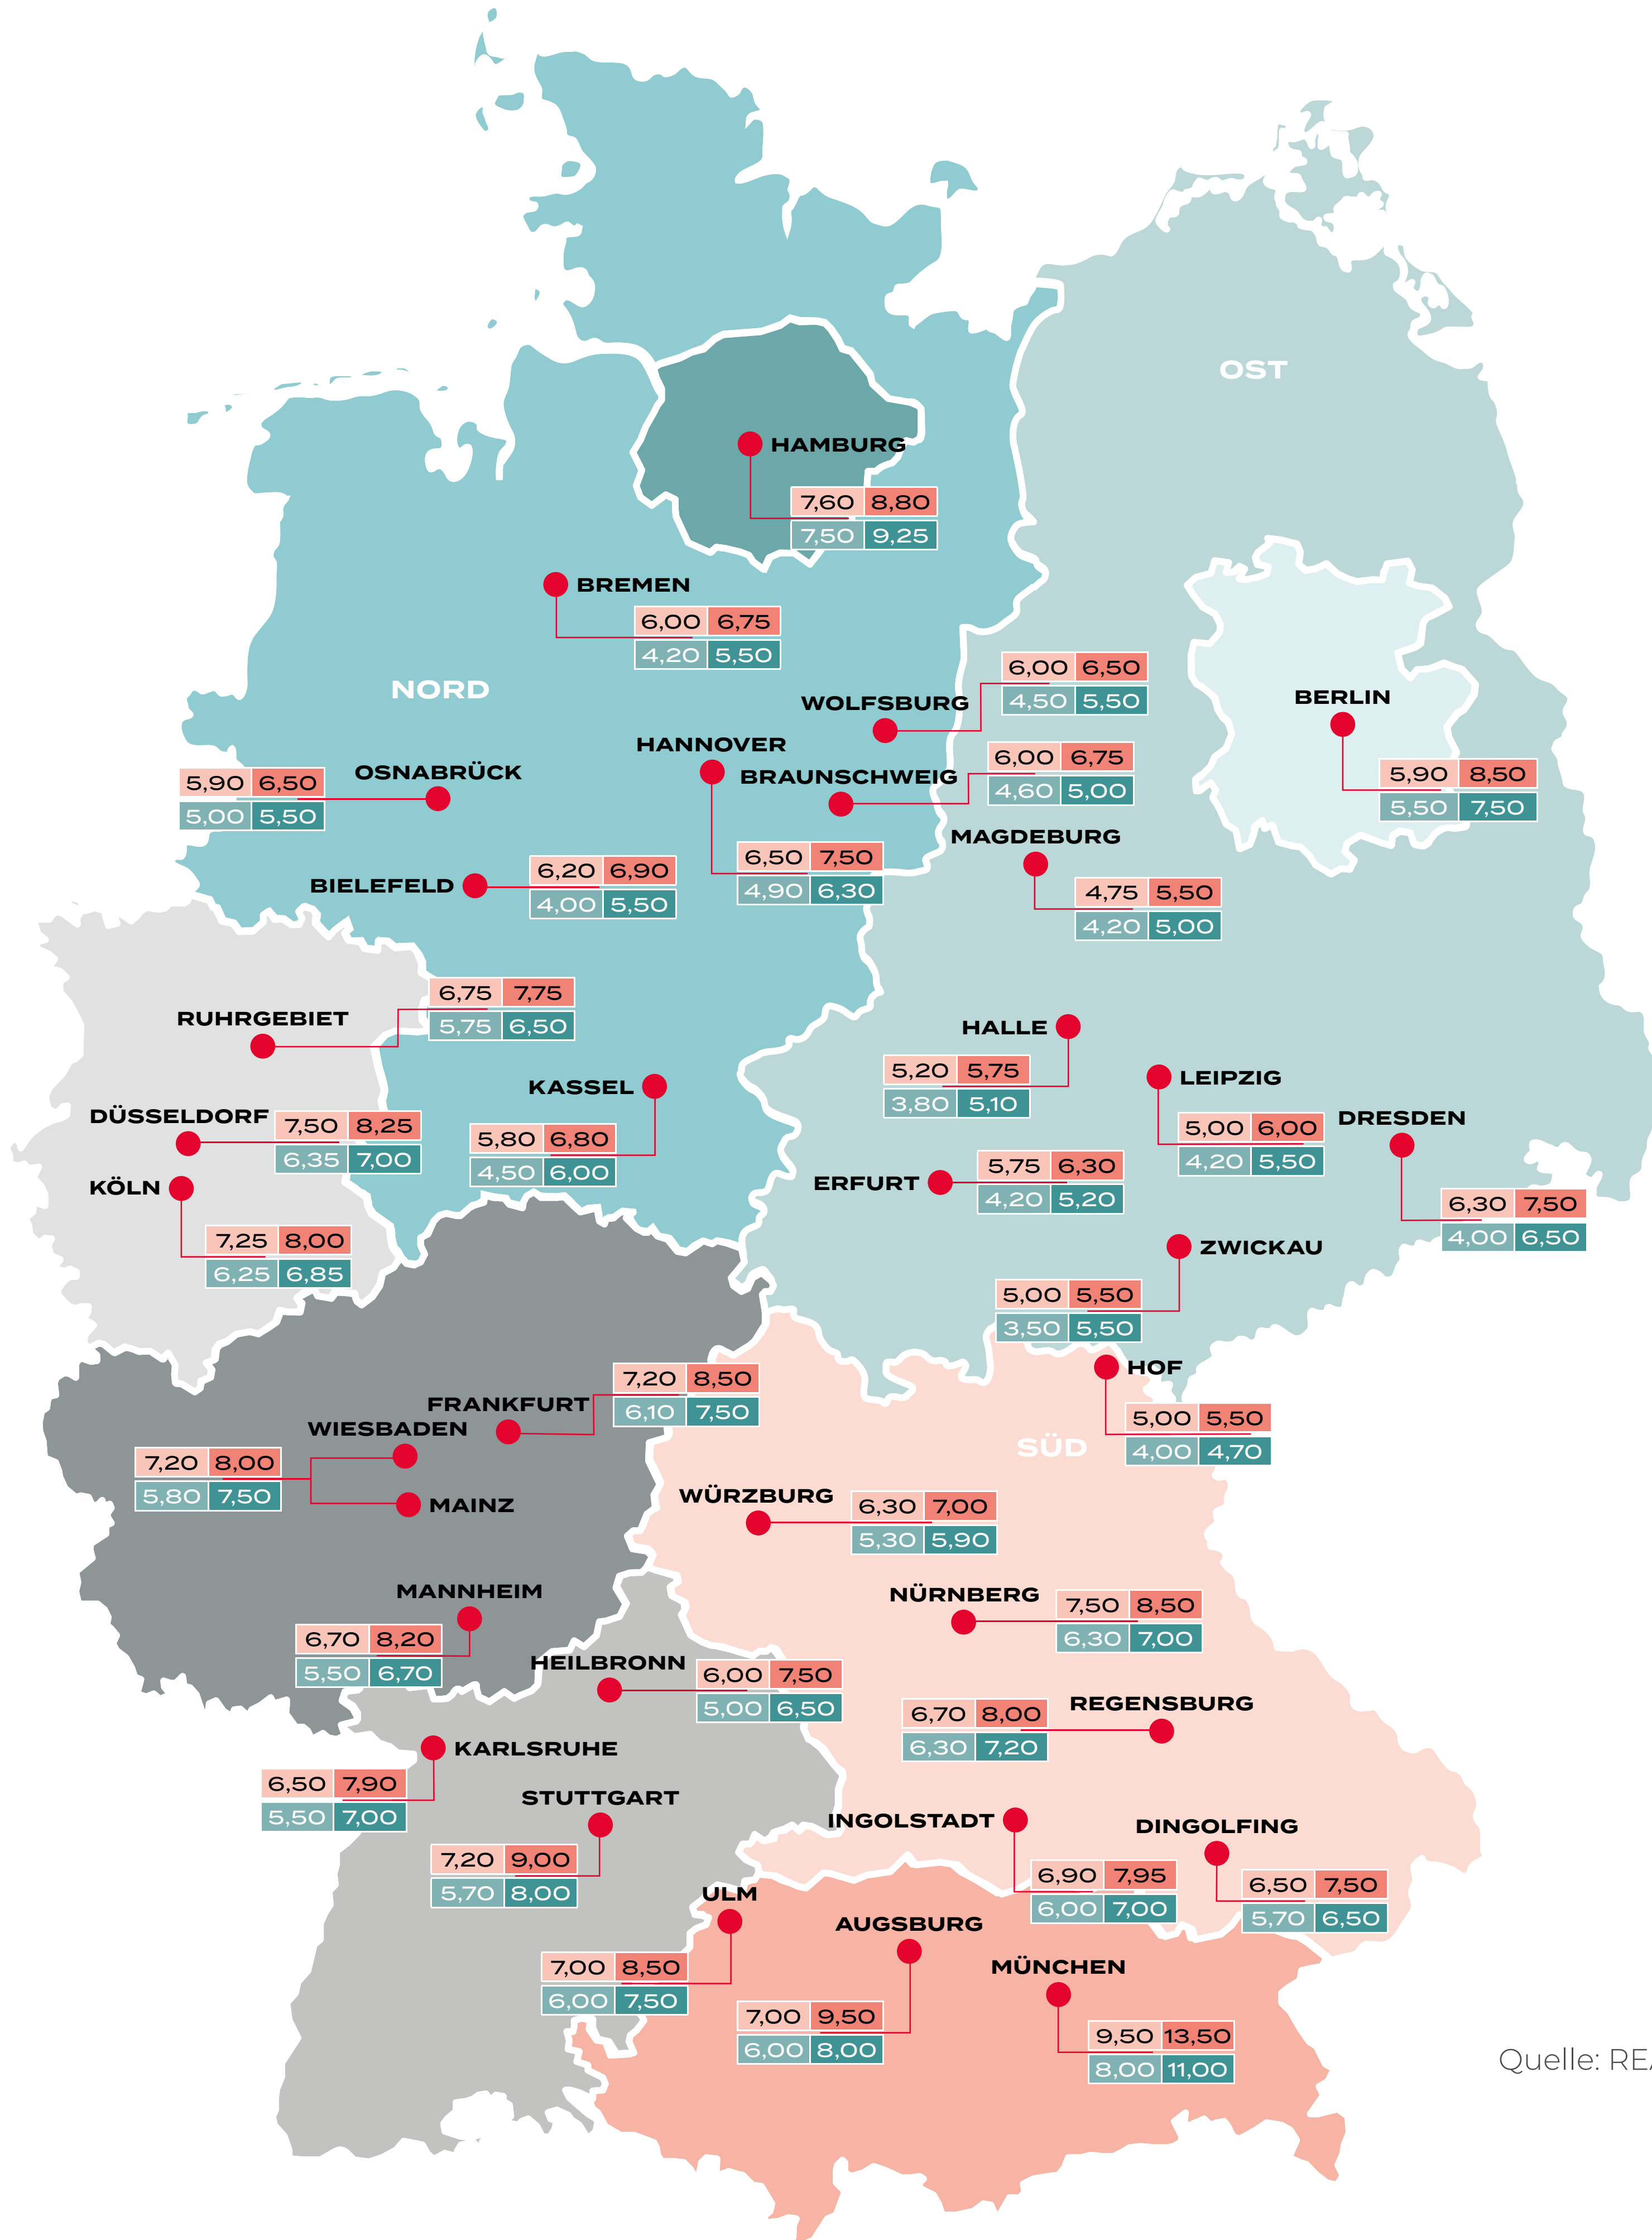 OST
HAMBURG
7,60 8,80
7,50 9,25
BREMEN
6,00 6,75
4,20 5,50
NORD
WOLFSBURG
6,00 6,50
4,50 5,50
BERLIN
5,90 8,50
5,50 7,50
HANNOVER
6,50 7,50
4,90 6,30
BRAUNSCHWEIG
6,00 6,75
4,60 5,00
OSNABRÜCK
5,90 6,50
5,00 5,50
MAGDEBURG
4,75 5,50
4,20 5,00
BIELEFELD
6,20 6,90
4,00 5,50
RUHRGEBIET
6,75 7,75
5,75 6,50
HALLE
5,20 5,75
3,80 5,10
LEIPZIG
5,00 6,00
4,20 5,50
KASSEL
5,80 6,80
4,50 6,00
DÜSSELDORF
7,50 8,25
6,35 7,00
DRESDEN
6,30 7,50
4,00 6,50
ERFURT
5,75 6,30
4,20 5,20
KÖLN
7,25 8,00
6,25 6,85
ZWICKAU
5,00 5,50
3,50 5,50
HOF
5,00 5,50
4,00 4,70
FRANKFURT
7,20 8,50
6,10 7,50
WIESBADEN
7,20 8,00
5,80 7,50
MAINZ
SÜD
WÜRZBURG
6,30 7,00
5,30 5,90
MANNHEIM
6,70 8,20
5,50 6,70
NÜRNBERG
7,50 8,50
6,30 7,00
HEILBRONN
6,00 7,50
5,00 6,50
REGENSBURG
6,70 8,00
6,30 7,20
KARLSRUHE
6,50 7,90
5,50 7,00
STUTTGART
7,20 9,00
5,70 8,00
INGOLSTADT
6,90 7,95
6,00 7,00
DINGOLFING
6,50 7,50
5,70 6,50
ULM
7,00 8,50
6,00 7,50
AUGSBURG
7,00 9,50
6,00 8,00
MÜNCHEN
9,50 13,50
8,00 11,00
Quelle: